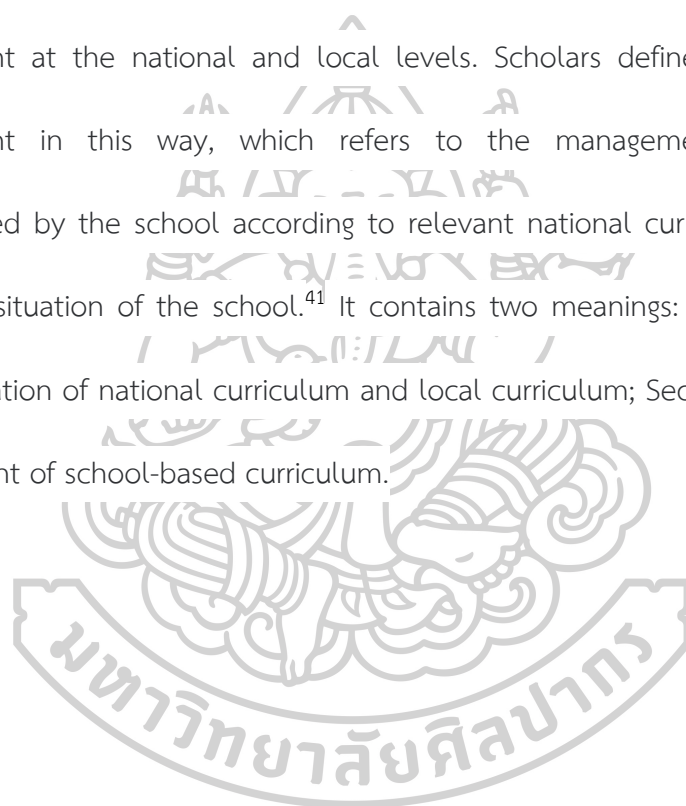 nt at the national and local levels. Scholars define
nt in this way, which refers to the manageme
ed by the school according to relevant national cur
situation of the school.41 It contains two meanings:
ation of national curriculum and local curriculum; Sec
nt of school-based curriculum.
มหาวิทยาลัยศิลปากร